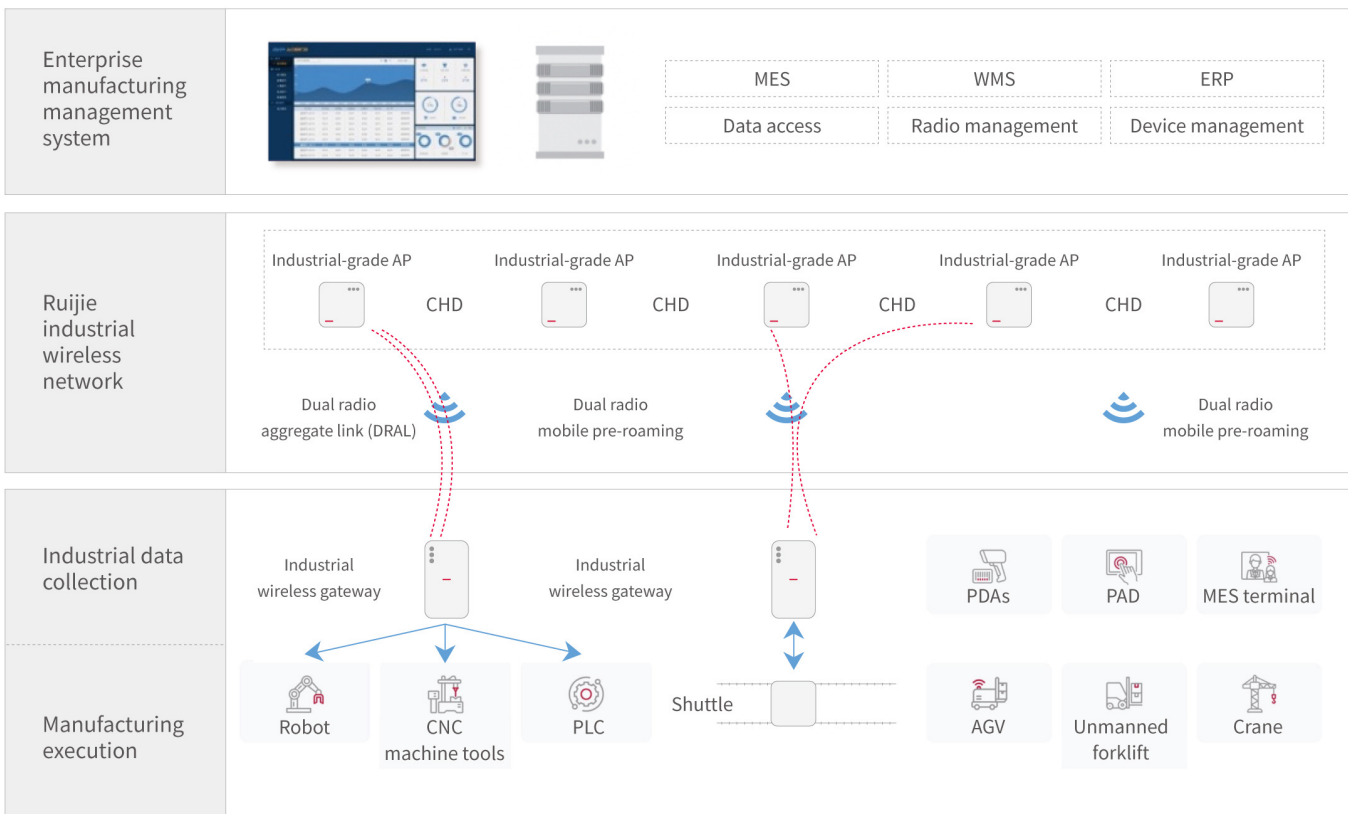 Enterprise
manufacturing
management
system
MES
WMS
ERP
Data access
Radio management
Device management
Ruijie
industrial
wireless
network
Industrial-grade AP
Industrial-grade AP
Industrial-grade AP
Industrial-grade AP
Industrial-grade AP
CHD
CHD
CHD
CHD
Dual radio
aggregate link (DRAL)
Dual radio
mobile pre-roaming
Dual radio
mobile pre-roaming
Industrial data
collection
Industrial
wireless gateway
Industrial
wireless gateway
PDAs
PAD
MES terminal
Manufacturing
execution
Robot
CNC
machine tools
PLC
Shuttle
AGV
Unmanned
forklift
Crane